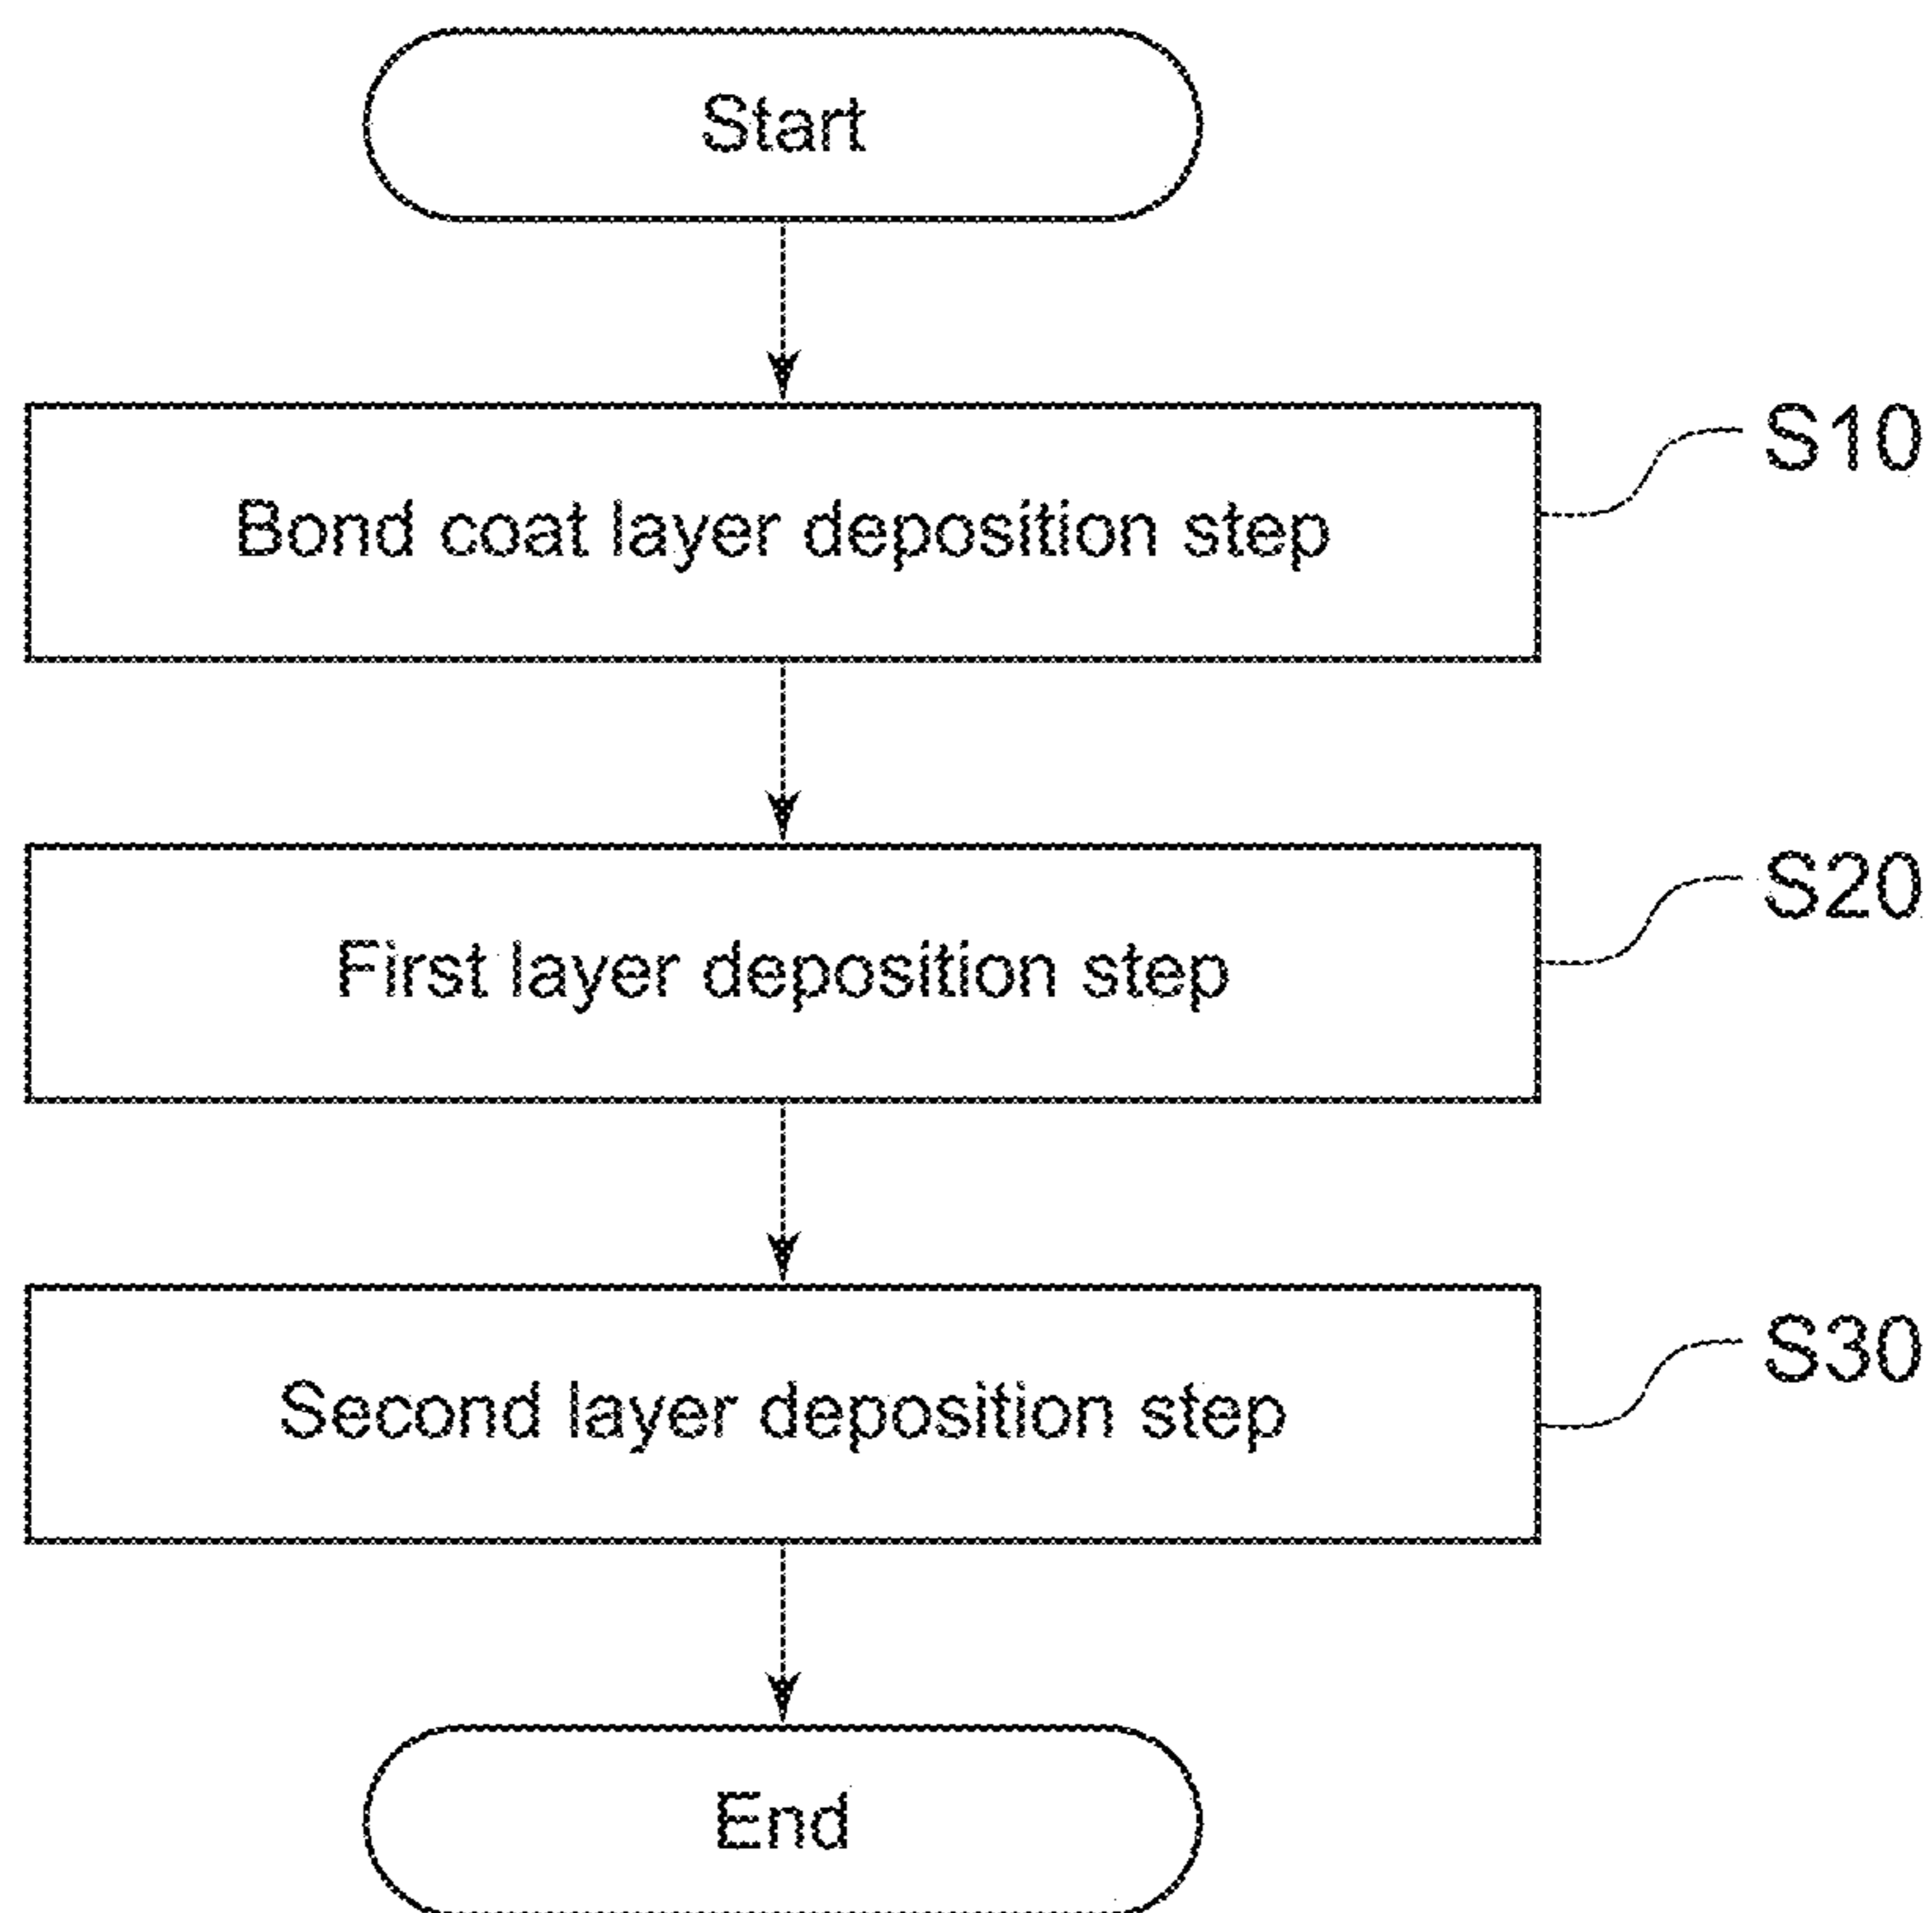 Start
Bond coat layer deposition step
S10
First layer deposition step
S20
Second layer deposition step
S30
End